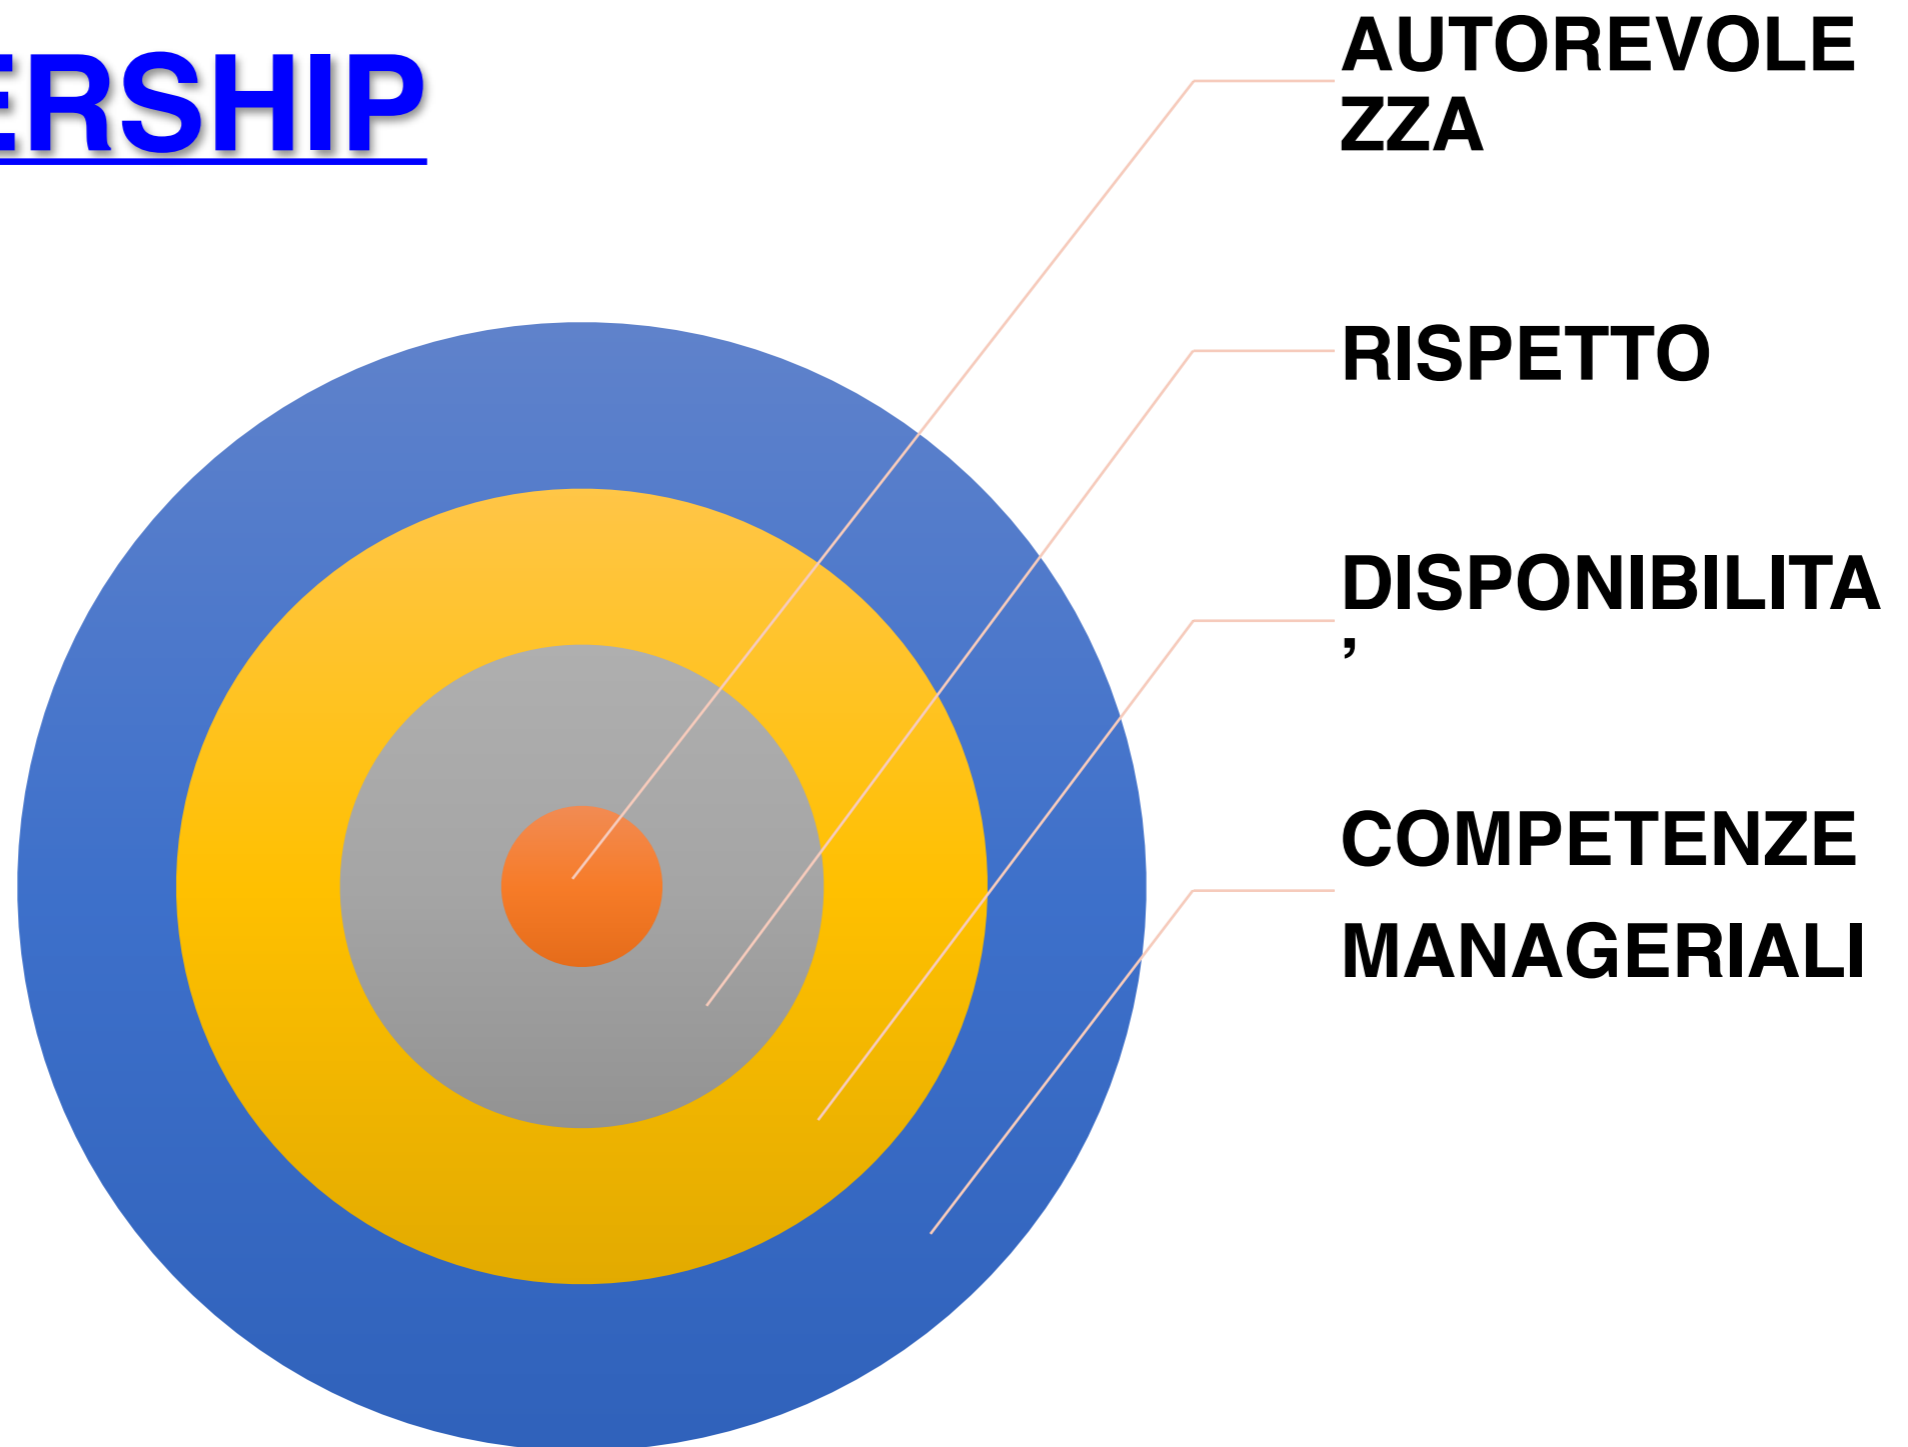 ERSHIP
AUTOREVOLE
ZZA
RISPETTO
DISPONIBILITA
’
COMPETENZE
MANAGERIALI